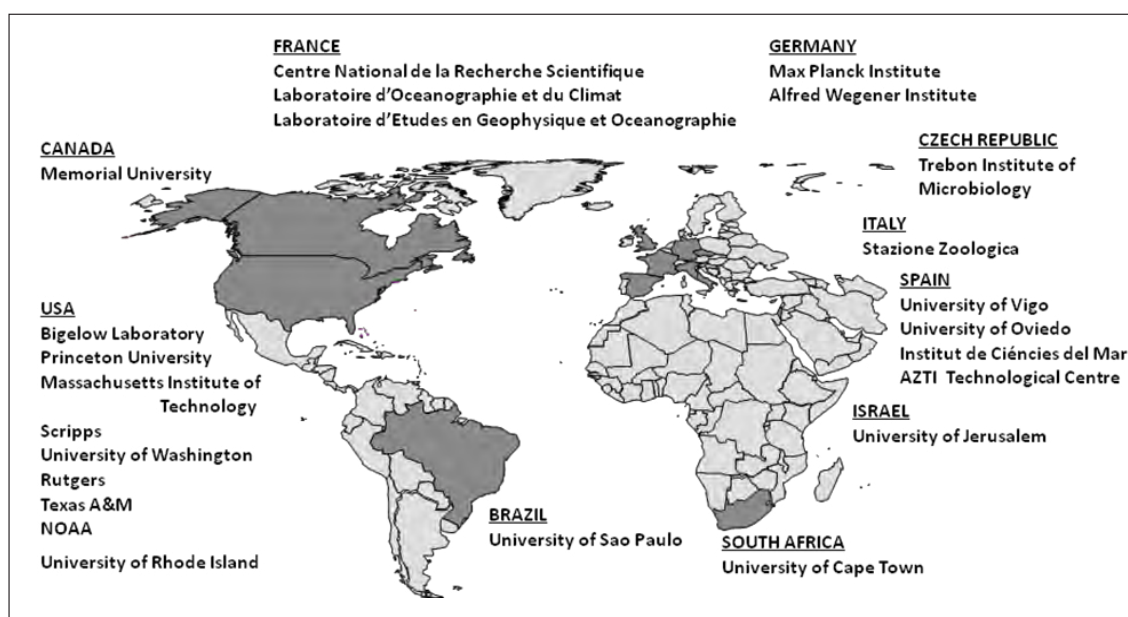 FRANCE
Centre National de la Recherche Scientifique
Laboratoire d'Oceanographie et du Climat
Laboratoire d'Etudes en Geophysique et Oceanographie
GERMANY
Max Planck Institute
Alfred Wegener Institute
CANADA
Memorial University
CZECH REPUBLIC
Trebon Institute of
Microbiology
ITALY
Stazione Zoologica
SPAIN
University of Vigo
University of Oviedo
Institut de Ciéncies del Mar
AZTI Technological Centre
USA
Bigelow Laboratory
Princeton University
Massachusetts Institute of
Technology
Scripps
University of Washington
Rutgers
Texas A&M
NOAA
University of Rhode Island
ISRAEL
University of Jerusalem
BRAZIL
University of Sao Paulo
SOUTH AFRICA
University of Cape Town